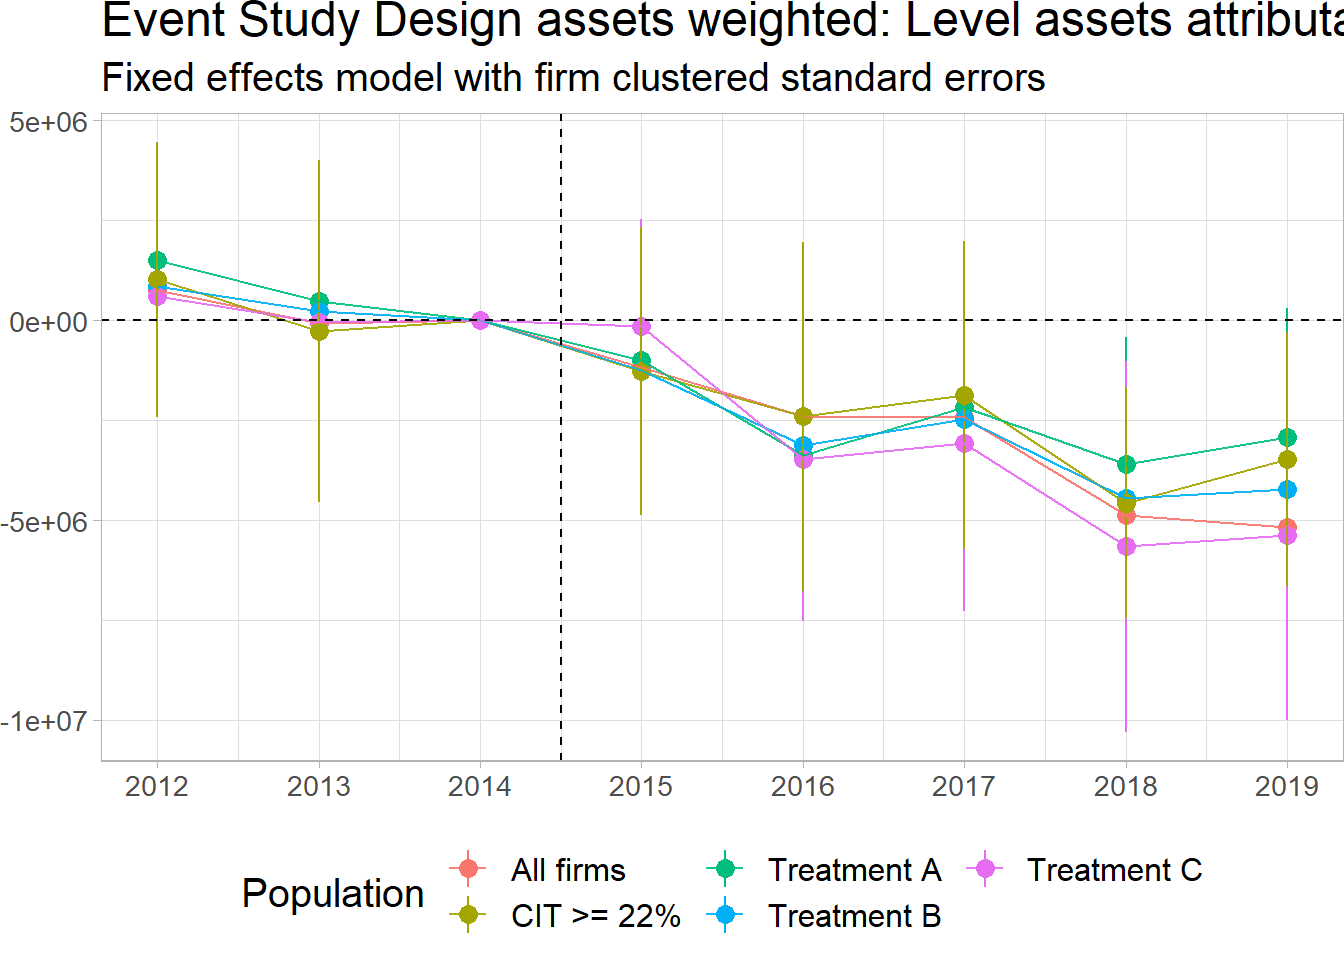 Event Study Design assets weighted: Level assets
Fixed effects model with firm clustered standard errors
5e+06
0e+00
-5e+06
-1e+07
2012 2013 2014 2015 2016 2017 2018 2019
Population
All firms
Treatment A
Treatment C
CIT >= 22%
Treatment B